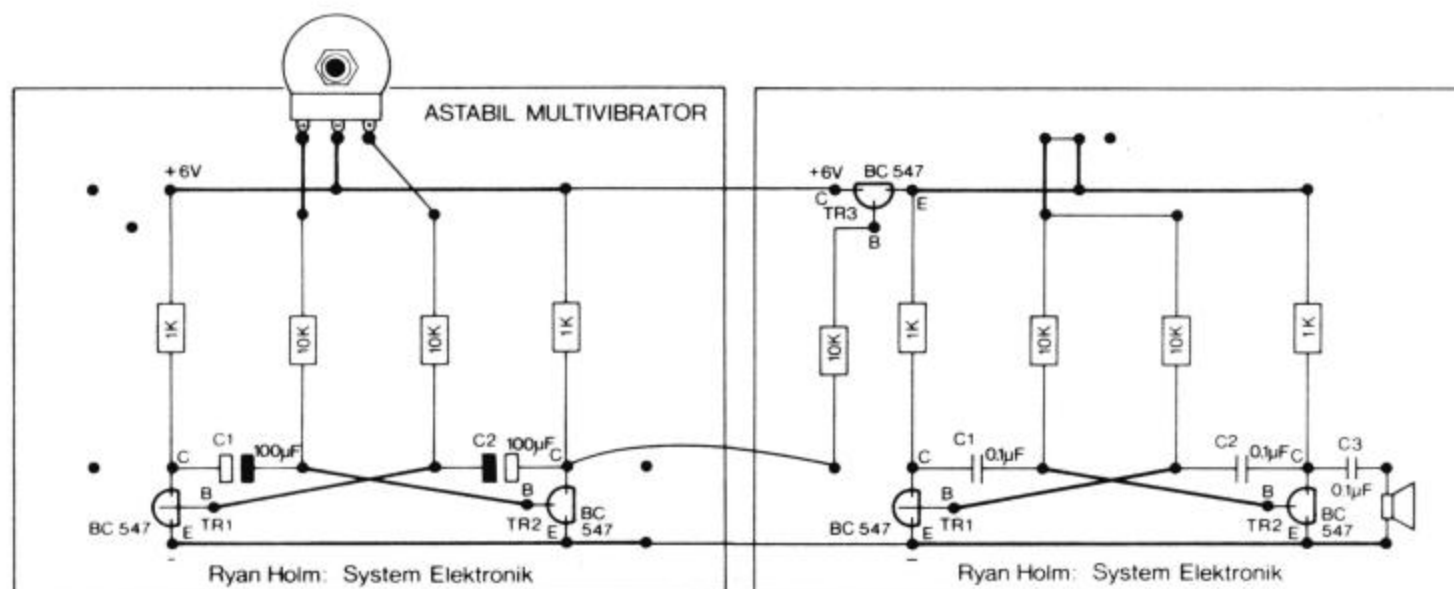 ASTABIL MULTIVIBRATOR
+6V
1K
10K
10K
1K
C1
100µF
C2
100µF
C
C
B
B
TR1
TR2
BC 547
BC
547
E
E
−
Ryan Holm: System Elektronik
+6V
BC 547
C
E
TR3
B
10K
1K
10K
10K
1K
C1
0.1µF
C2
0.1µF
C3
0.1µF
C
C
B
B
TR1
TR2
BC 547
BC
547
E
E
−
Ryan Holm: System Elektronik